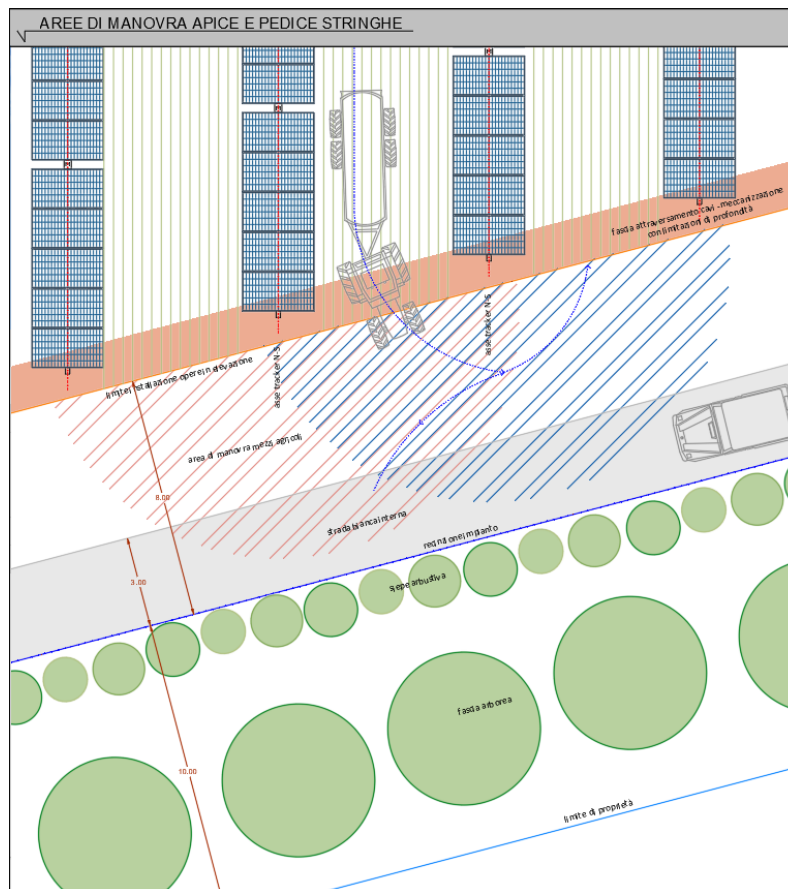 AREE DI MANOVRA APICE E PEDICE STRINGHE
M
M
M
fascia attraversamento cavi - meccanizzazione
con limitazioni di profondità
asse tracker N-S
asse tracker N-S
limite installazione opere in elevazione
area di manovra mezzi agricoli
8.00
strada bianca interna
recinzione impianto
3.00
siepe arbustiva
fascia arborea
10.00
limite di proprietà